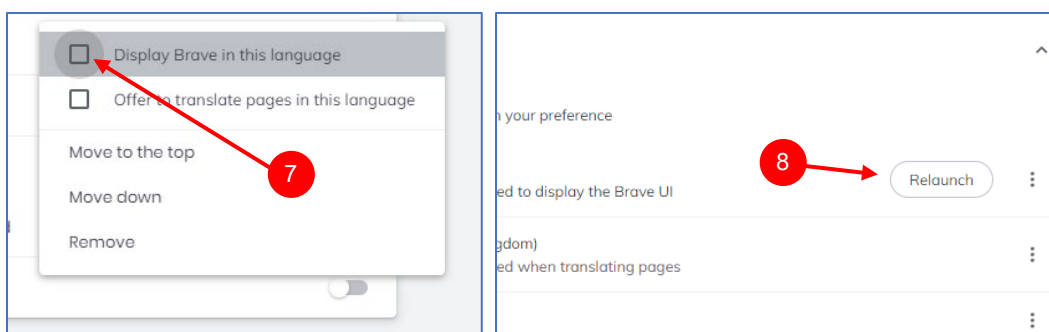 Display Brave in this language
Offer to translate pages in this language
Move to the top
7
Move down
Remove
your preference
8
Relaunch
ed to display the Brave UI
gdom)
ed when translating pages